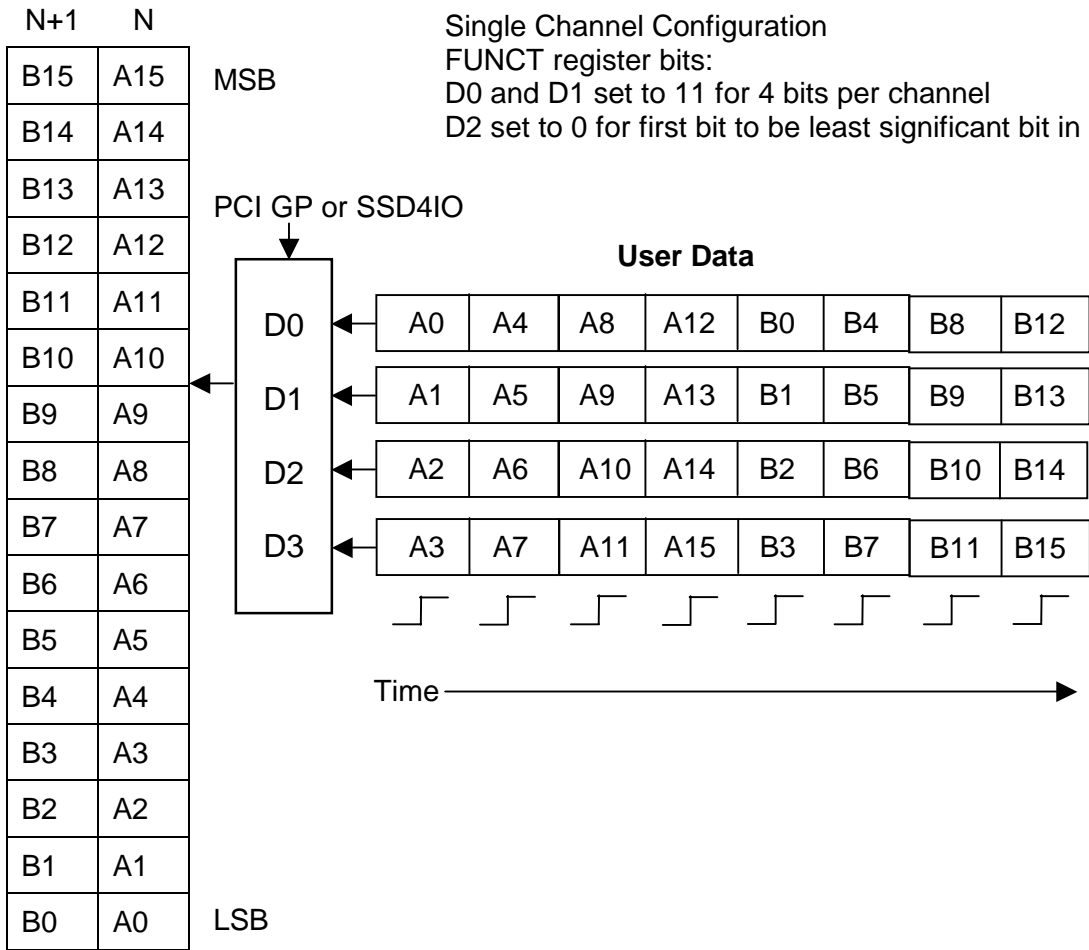 N+1 N
Single Channel Configuration
FUNCT register bits:
D0 and D1 set to 11 for 4 bits per channel
D2 set to 0 for first bit to be least significant bit in
B15 A15 MSB
B14 A14
B13 A13
PCI GP or SSD4IO
B12 A12
User Data
B11 A11
D0 A0 A4 A8 A12 B0 B4 B8 B12
B10 A10
D1 A1 A5 A9 A13 B1 B5 B9 B13
B9 A9
B8 A8
D2 A2 A6 A10 A14 B2 B6 B10 B14
B7 A7
D3 A3 A7 A11 A15 B3 B7 B11 B15
B6 A6
B5 A5
B4 A4
Time
B3 A3
B2 A2
B1 A1
B0 A0 LSB